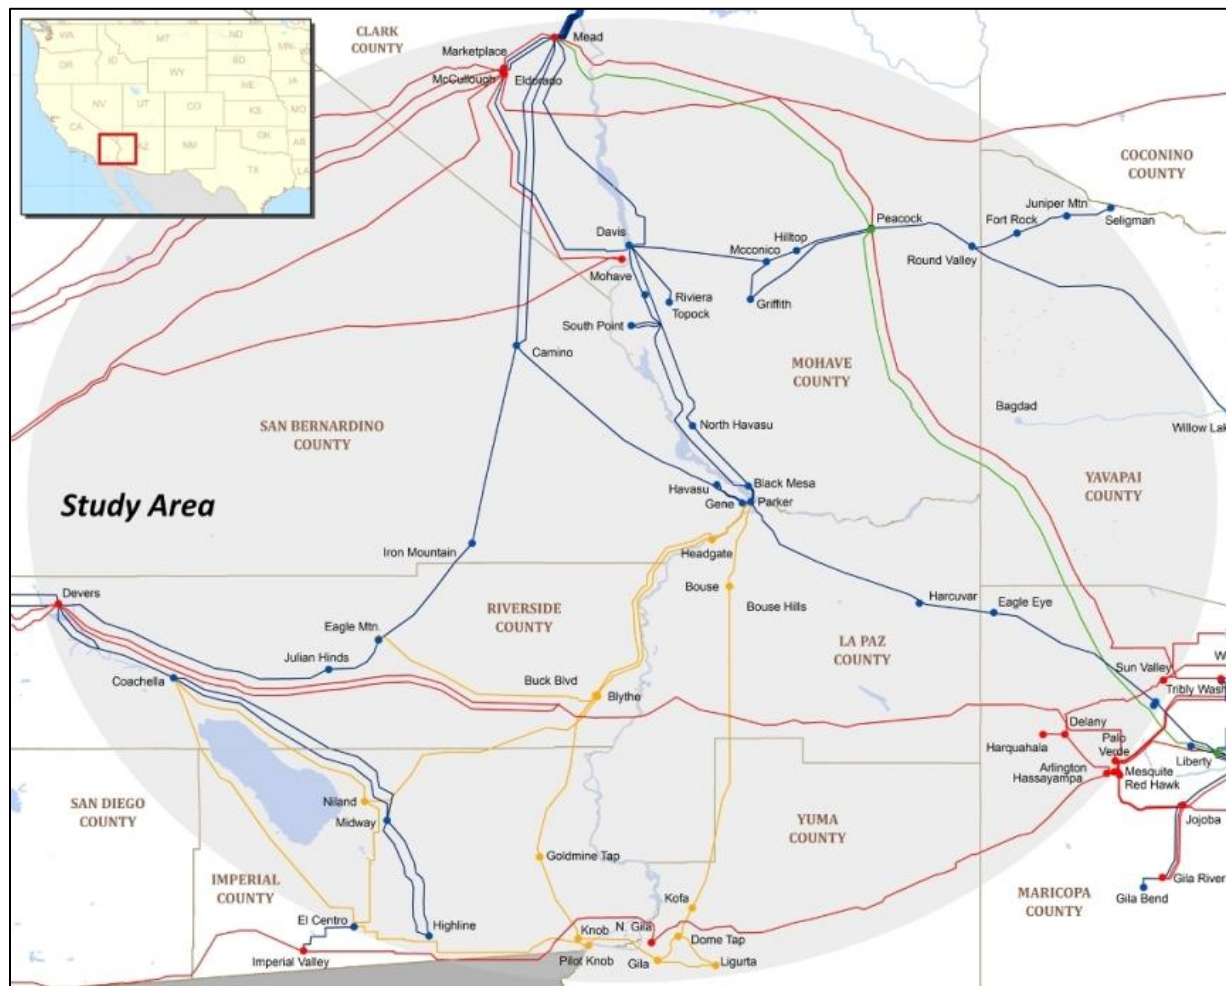 WA
MT
ND
MN
OR
ID
WY
SD
IA
NE
NV
UT
CO
KS
MO
CA
AZ
NM
OK
AR
TX
LA
CLARK
COUNTY
Mead
Marketplace
McCullough
Eldorado
COCONINO
COUNTY
Juniper Mtn
Fort Rock
Seligman
Peacock
Hilltop
Mcconico
Round Valley
Davis
Mohave
Griffith
Riviera
Topock
South Point
Camino
MOHAVE
COUNTY
Bagdad
Willow Lak
SAN BERNARDINO
COUNTY
North Havasu
YAVAPAI
COUNTY
Study Area
Havasu
Black Mesa
Gene
Parker
Iron Mountain
Headgate
Bouse
Bouse Hills
Harcuvar
Eagle Eye
Devers
RIVERSIDE
COUNTY
Eagle Mtn.
Julian Hinds
LA PAZ
COUNTY
Coachella
Buck Blvd
Blythe
Sun Valley
W
Tribly Wash
Delany
Harquahala
Palo
Verde
Liberty
Arlington
Hassayampa
Mesquite
Red Hawk
SAN DIEGO
COUNTY
Niland
Midway
YUMA
COUNTY
Jojoba
Goldmine Tap
IMPERIAL
COUNTY
Gila River
Gila Bend
MARICOPA
COUNTY
El Centro
Highline
Kofa
Knob
N. Gila
Dome Tap
Imperial Valley
Pilot Knob
Gila
Ligurta